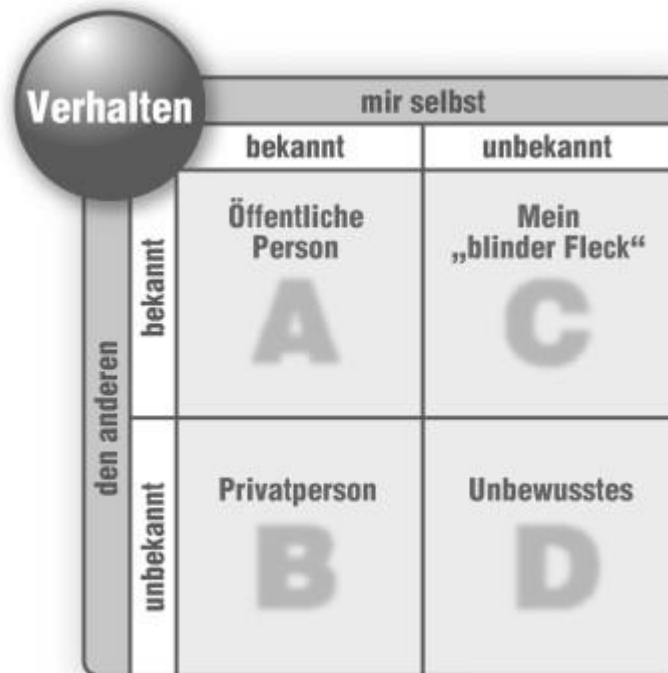 Verhalten
mir selbst
bekannt
unbekannt
den anderen
bekannt
Öffentliche
Person
A
Mein
„blinder Fleck“
C
unbekannt
Privatperson
B
Unbewusstes
D